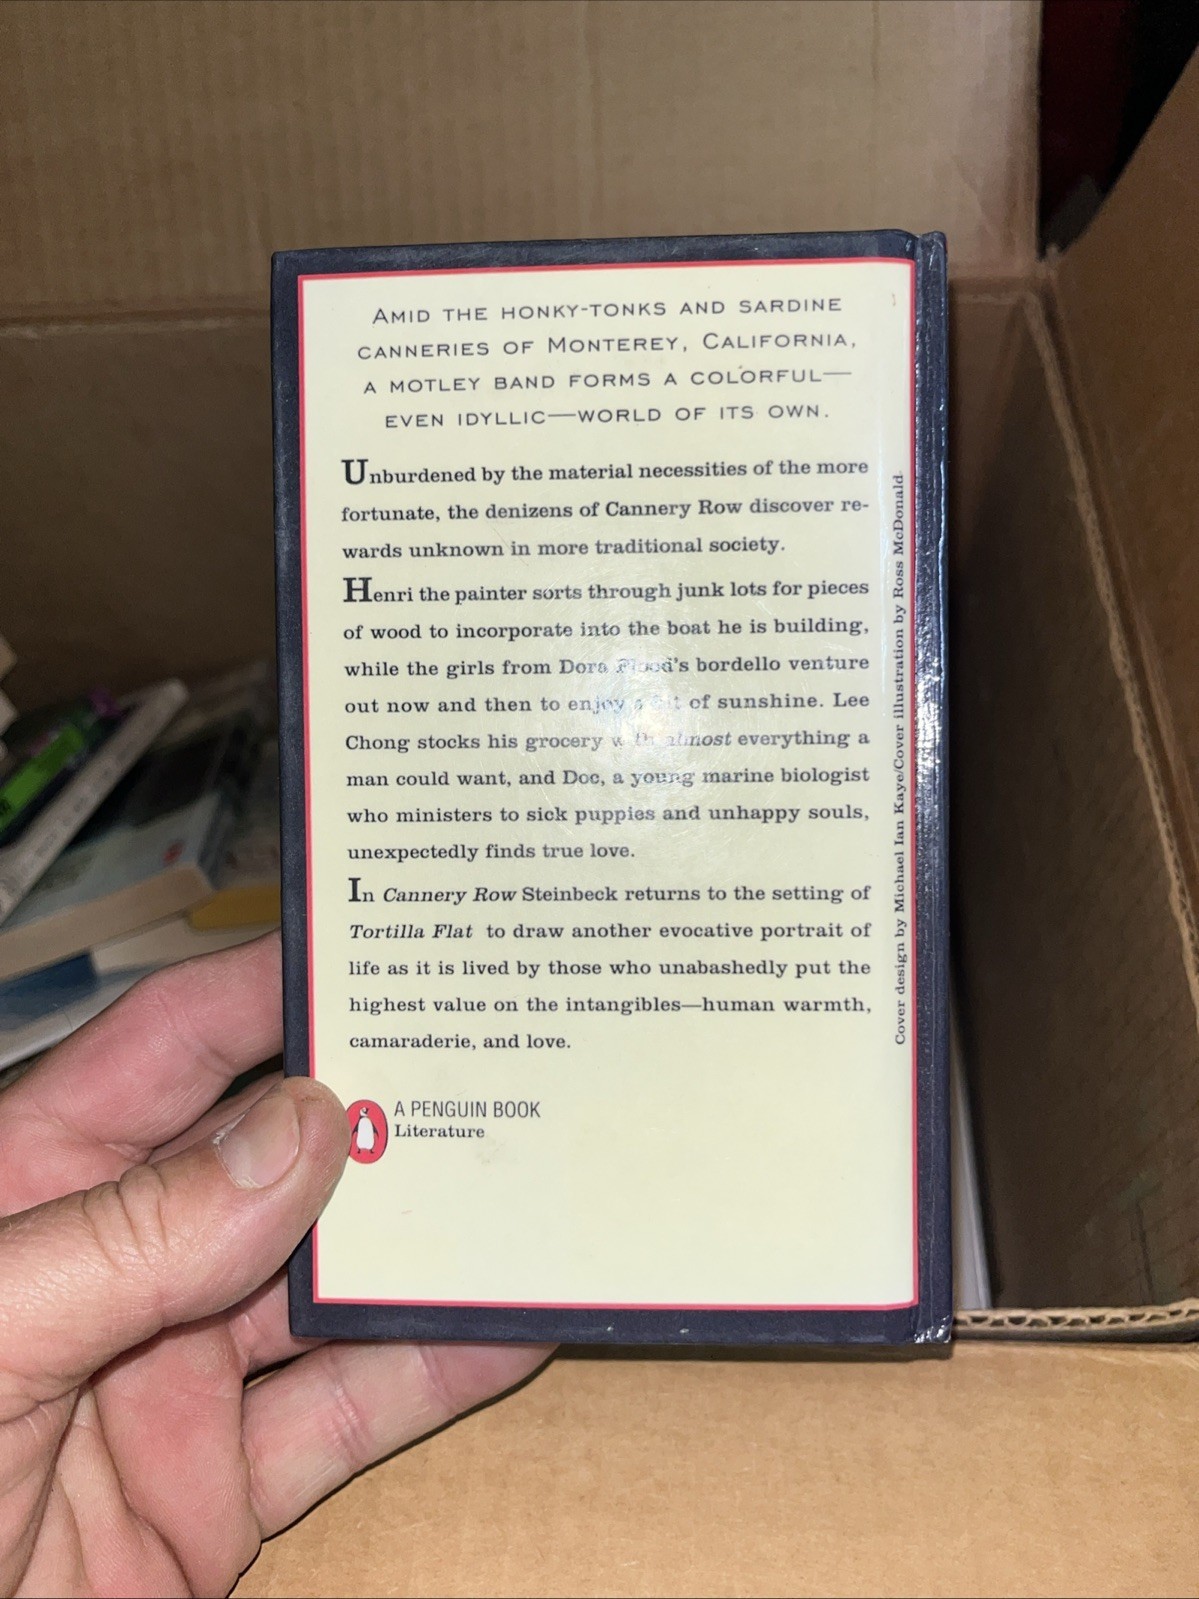 AMID THE HONKY-TONKS AND SARDINE
CANNERIES OF MONTEREY, CALIFORNIA,
A MOTLEY BAND FORMS A COLORFUL—
EVEN IDYLLIC—WORLD OF ITS OWN.
Unburdened by the material necessities of the more
fortunate, the denizens of Cannery Row discover re-
wards unknown in more traditional society.
Henri the painter sorts through junk lots for pieces
of wood to incorporate into the boat he is building,
while the girls from Dora Flood's bordello venture
out now and then to enjoy a bit of sunshine. Lee
Chong stocks his grocery with almost everything a
man could want, and Doc, a young marine biologist
who ministers to sick puppies and unhappy souls,
unexpectedly finds true love.
In Cannery Row Steinbeck returns to the setting of
Tortilla Flat to draw another evocative portrait of
life as it is lived by those who unabashedly put the
highest value on the intangibles—human warmth,
camaraderie, and love.
A PENGUIN BOOK
Literature
Cover design by Michael Ian Kaye/Cover illustration by Ross McDonald